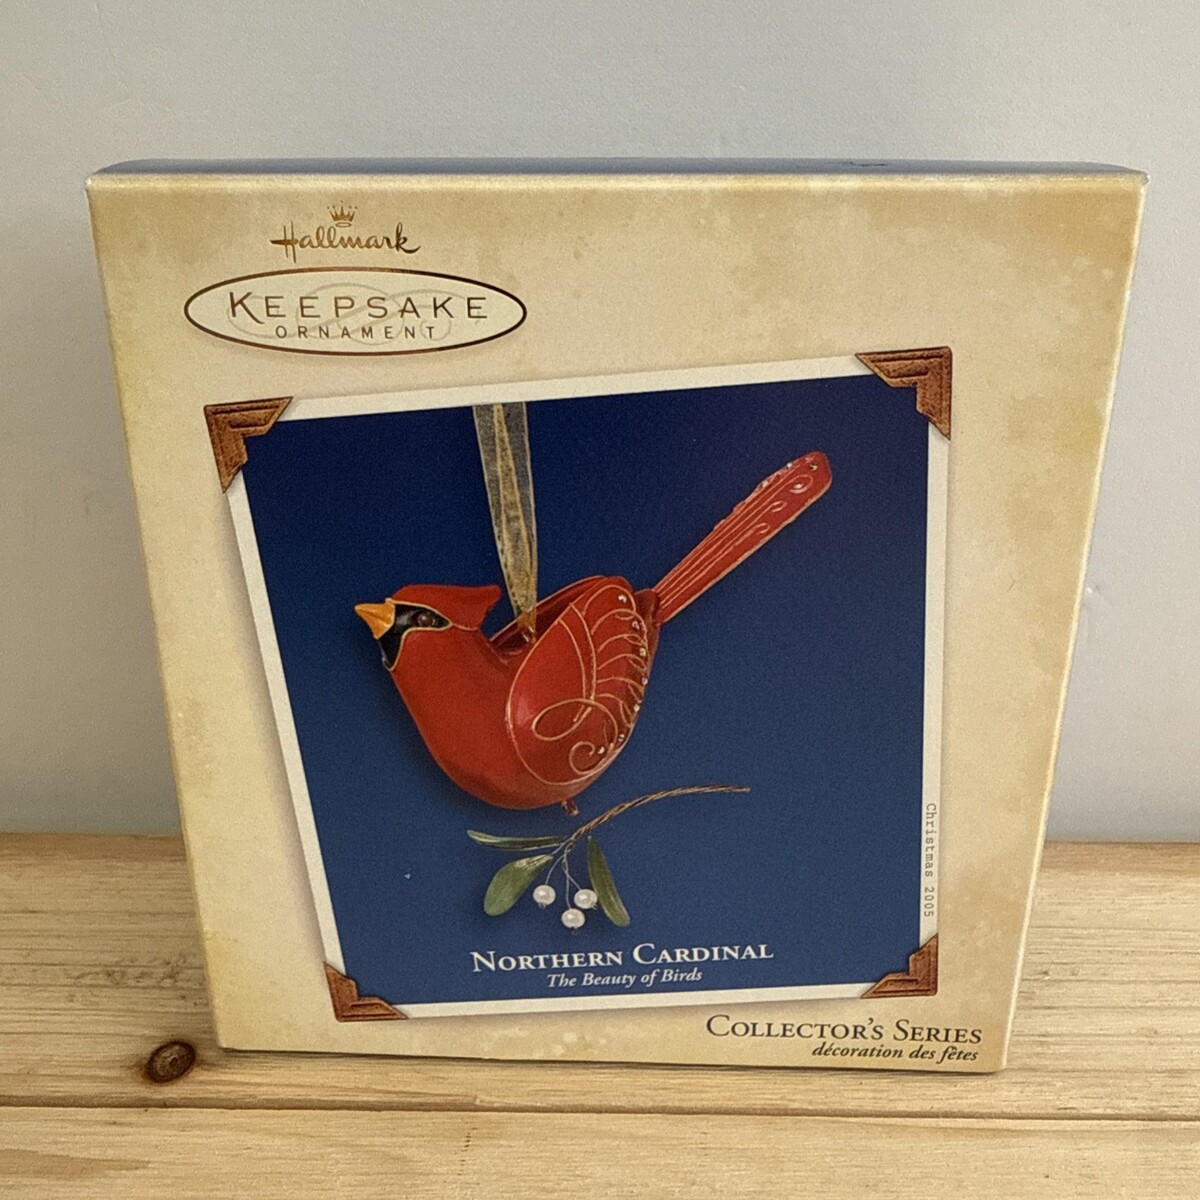 Hallmark
KEEPSAKE
ORNAMENT
Christmas 2005
NORTHERN CARDINAL
The Beauty of Birds
COLLECTOR'S SERIES
décoration des fêtes